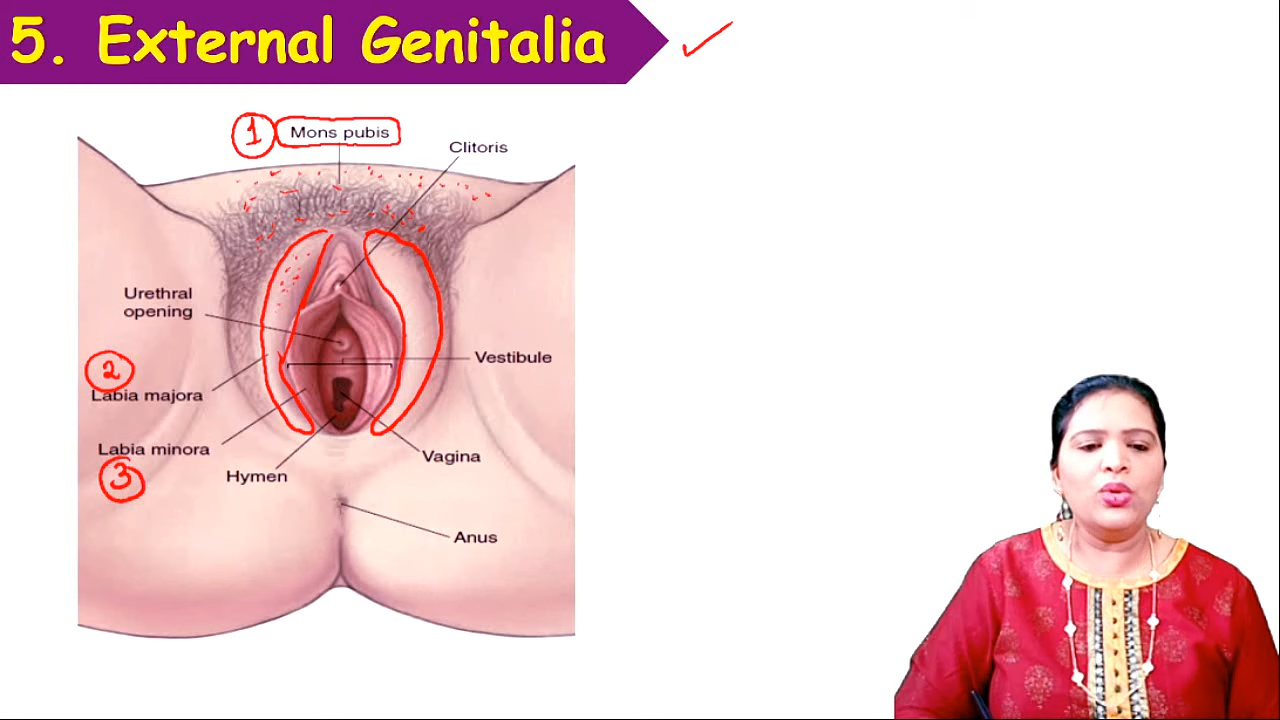 5. External Genitalia
1 Mons pubis
Clitoris
Urethral
opening
Vestibule
2
Labia majora
Labia minora
Vagina
3
Hymen
Anus